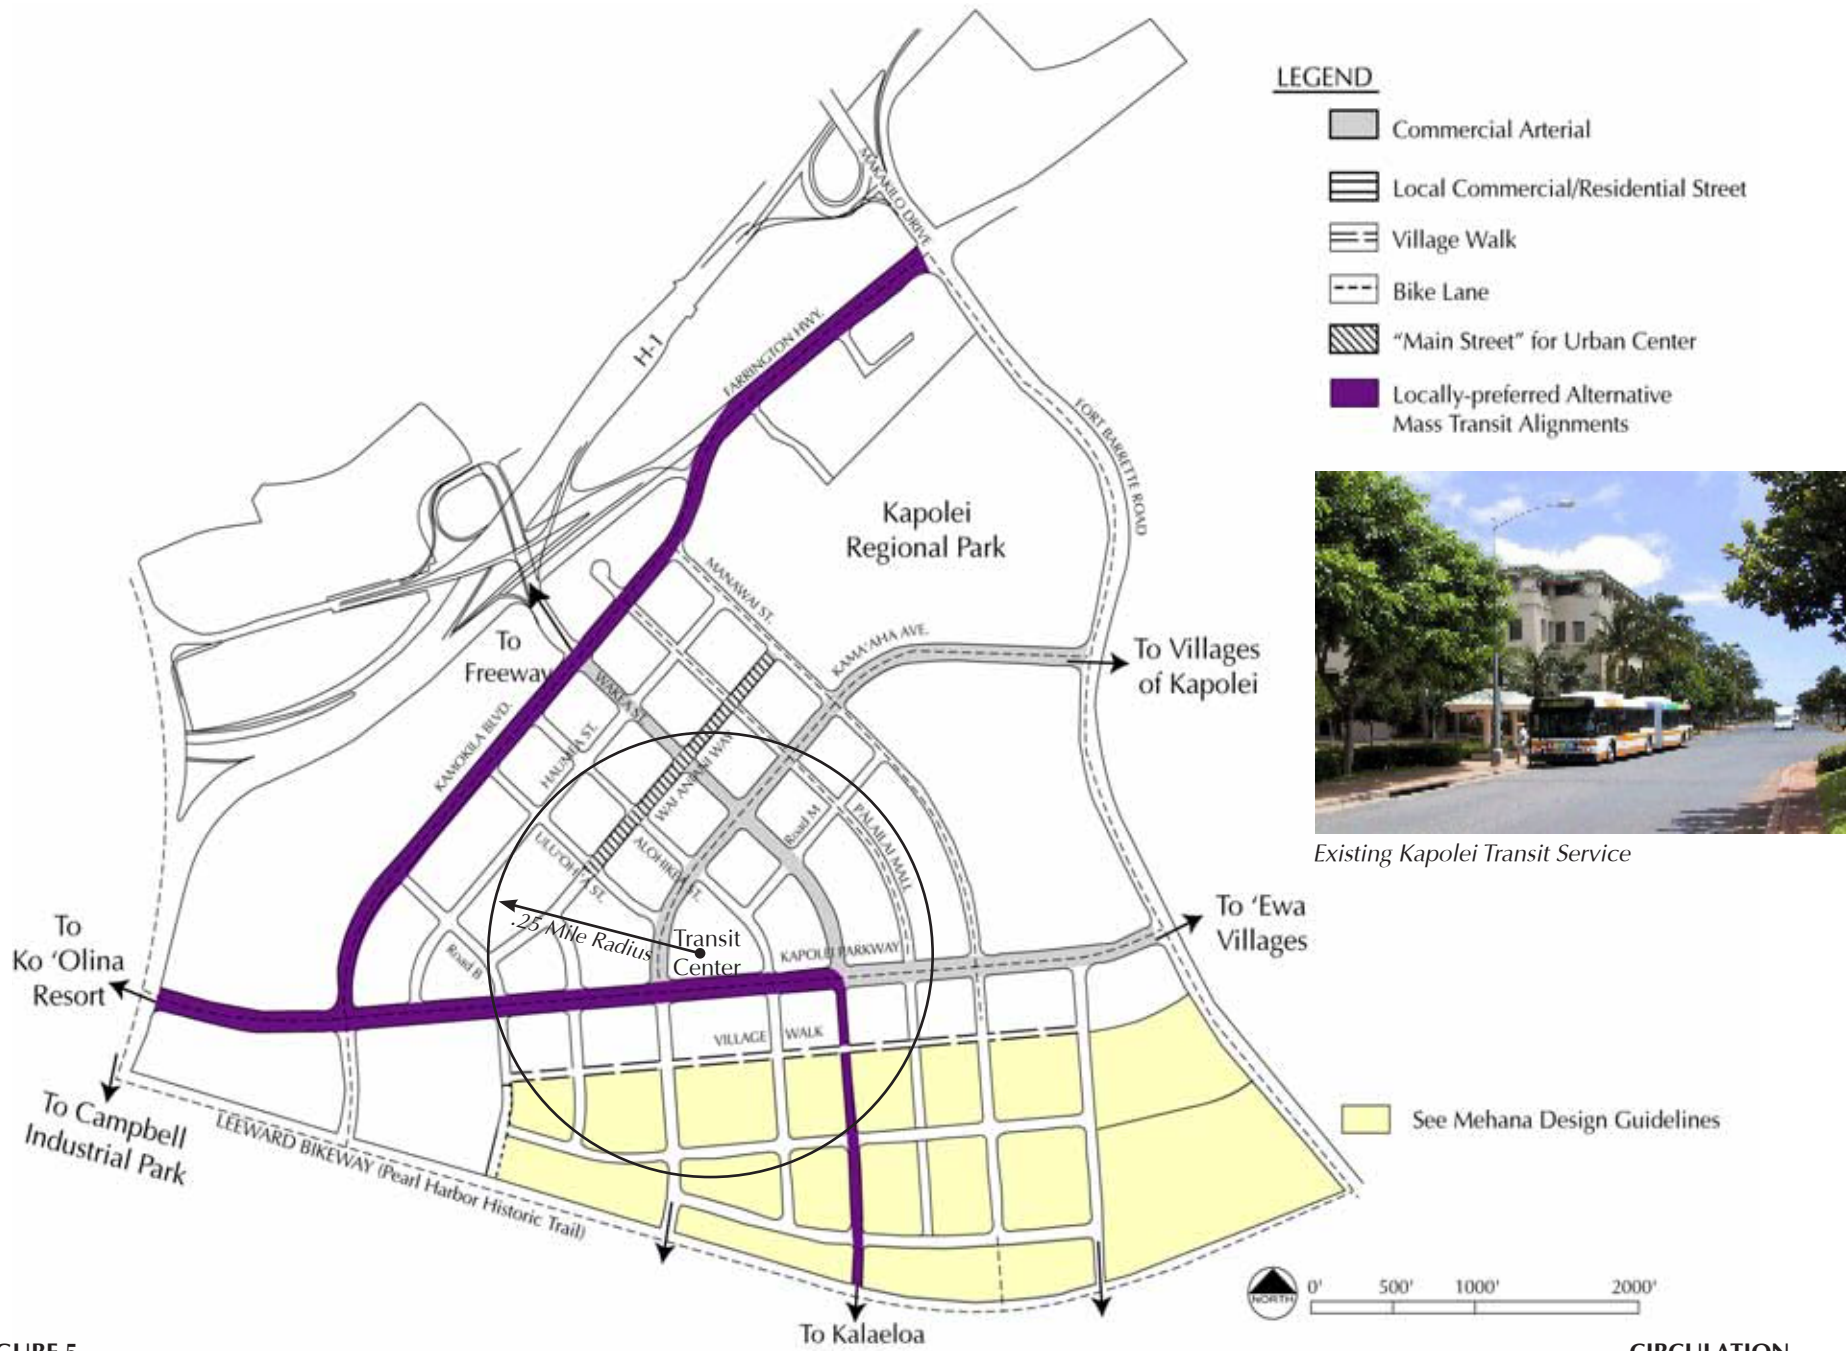 LEGEND
Commercial Arterial
Local Commercial/Residential Street
Village Walk
Bike Lane
"Main Street" for Urban Center
Locally-preferred Alternative
Mass Transit Alignments
MAKAKILO DRIVE
FARRINGTON HWY.
H-1
FORT BARRETTE ROAD
Kapolei
Regional Park
MANAWAI ST.
KAMA'AHA AVE.
To Villages
of Kapolei
To
Freeway
WAKEA ST.
KAMOKILA BLVD.
HAUMEA ST.
WAI ANIANI WAY
Road M
PALAILAI MALL
ULU'OHI'A ST.
ALOHIKEA ST.
Existing Kapolei Transit Service
.25 Mile Radius
Transit
Center
KAPOLEI PARKWAY
Road B
To 'Ewa
Villages
To
Ko 'Olina
Resort
VILLAGE WALK
To Campbell
Industrial Park
LEEWARD BIKEWAY (Pearl Harbor Historic Trail)
See Mehana Design Guidelines
NORTH
0' 500' 1000' 2000'
To Kalaeloa